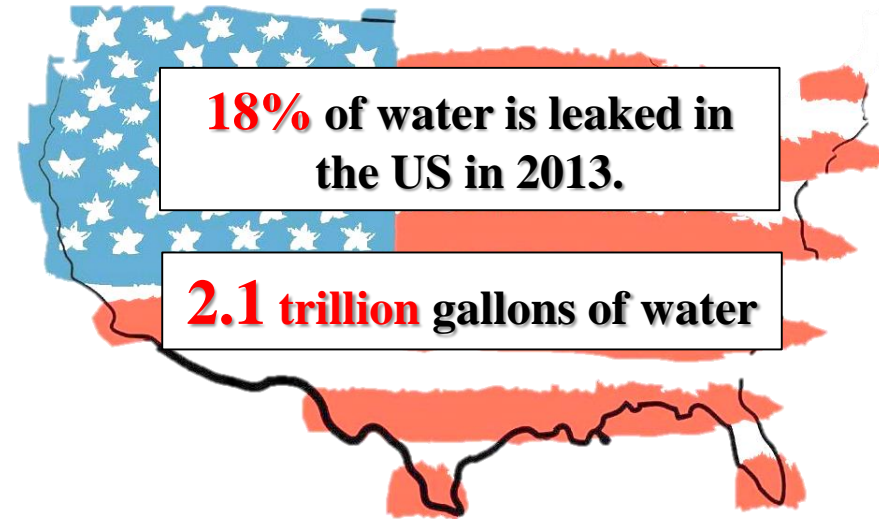 18% of water is leaked in
the US in 2013.
2.1 trillion gallons of water